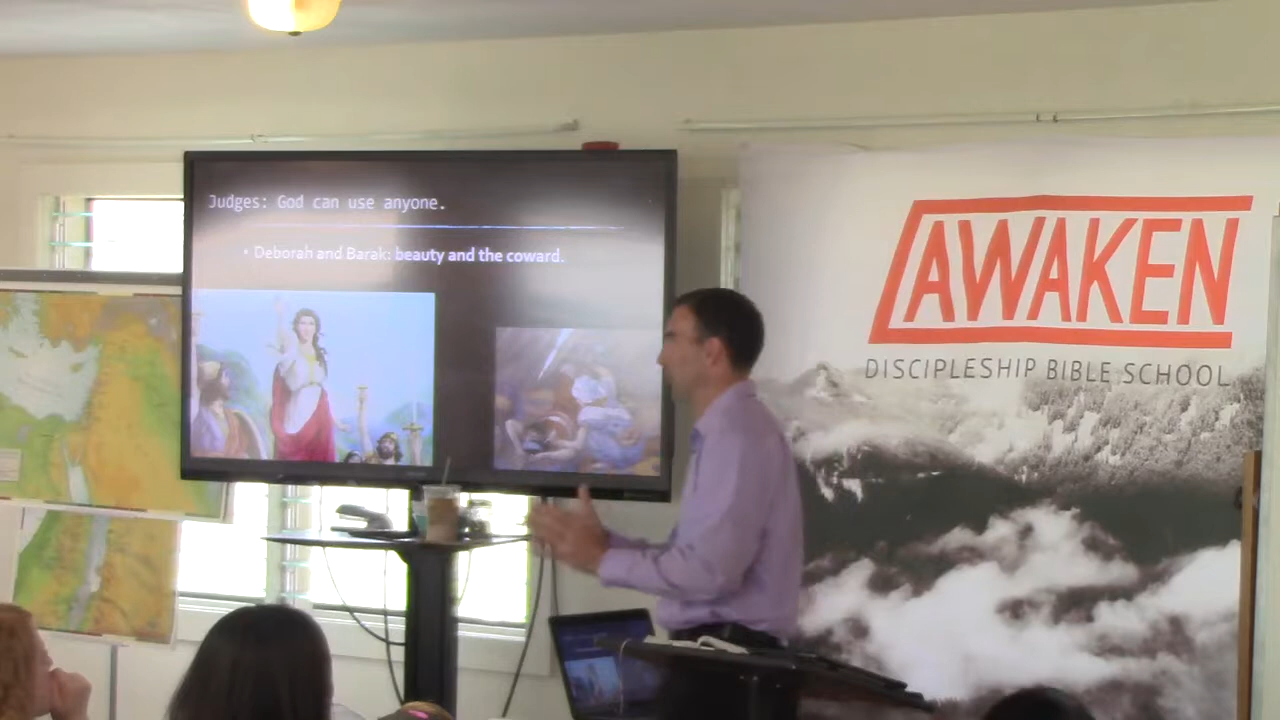 Judges: God can use anyone.
• Deborah and Barak: beauty and the coward.
AWAKEN
DISCIPLESHIP BIBLE SCHOOL